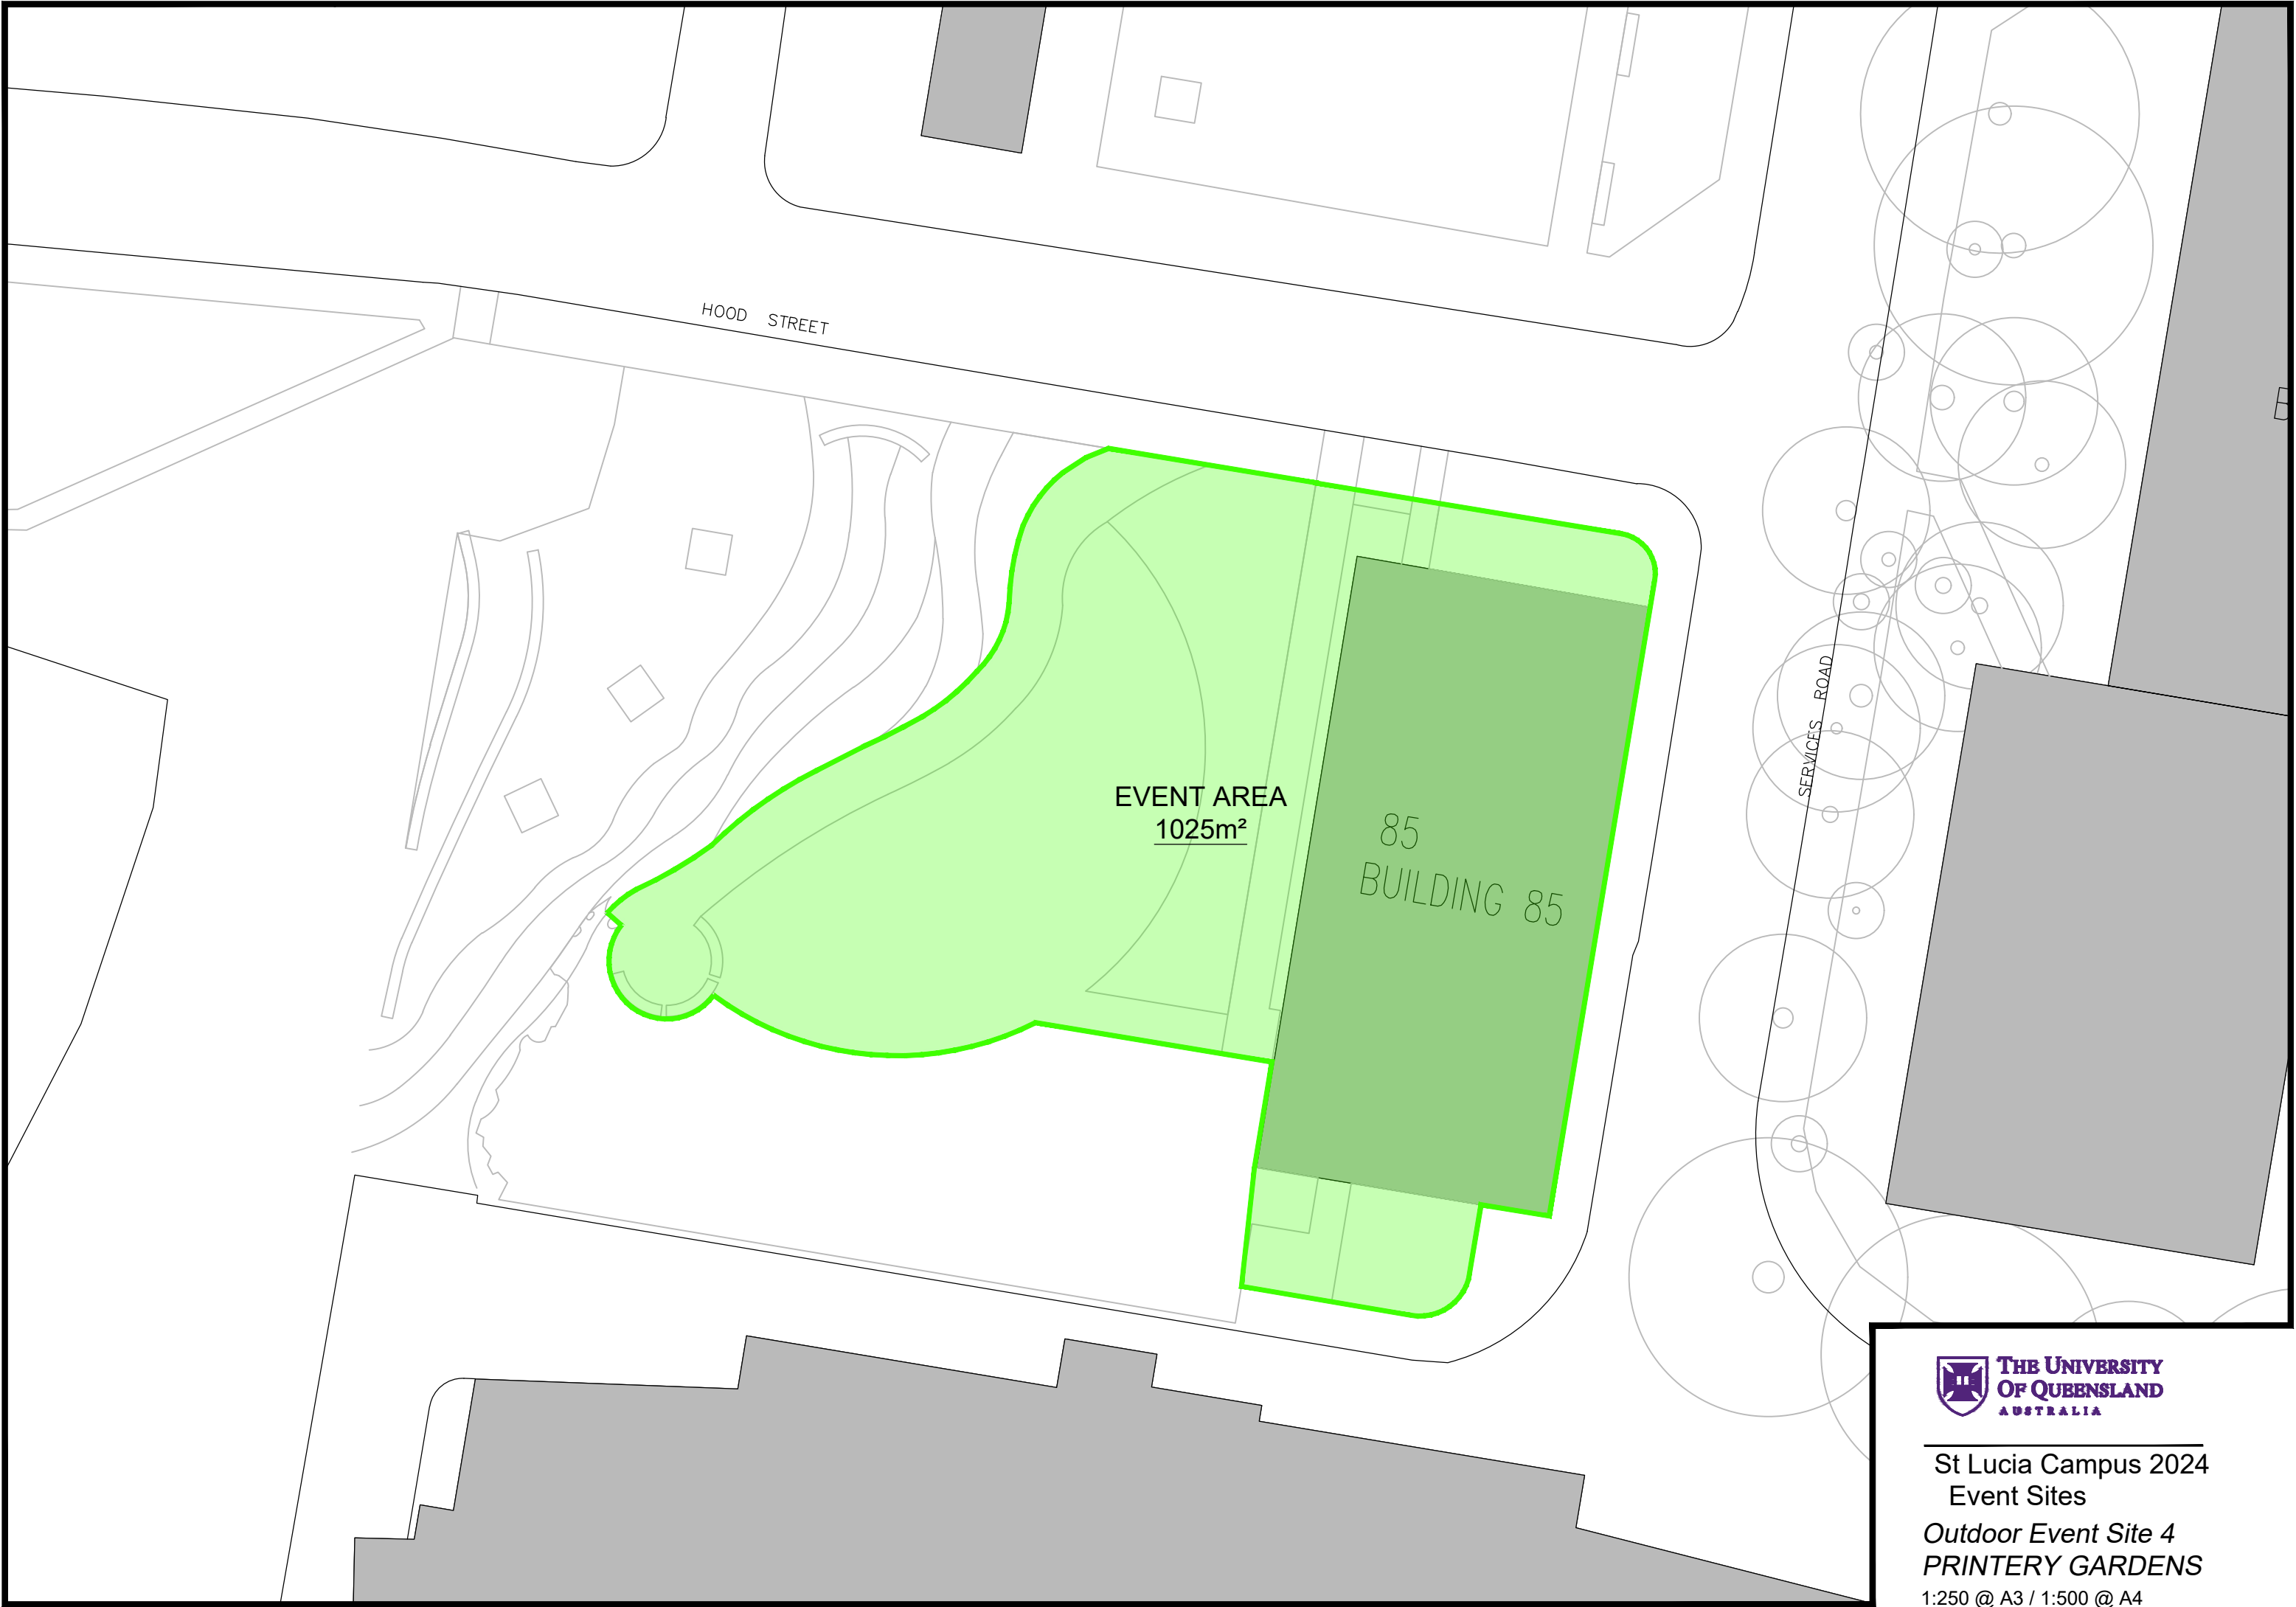 HOOD STREET
EVENT AREA
1025m²
85
BUILDING 85
SERVICES ROAD
THE UNIVERSITY
OF QUEENSLAND
AUSTRALIA
St Lucia Campus 2024
Event Sites
Outdoor Event Site 4
PRINTERY GARDENS
1:250 @ A3 / 1:500 @ A4